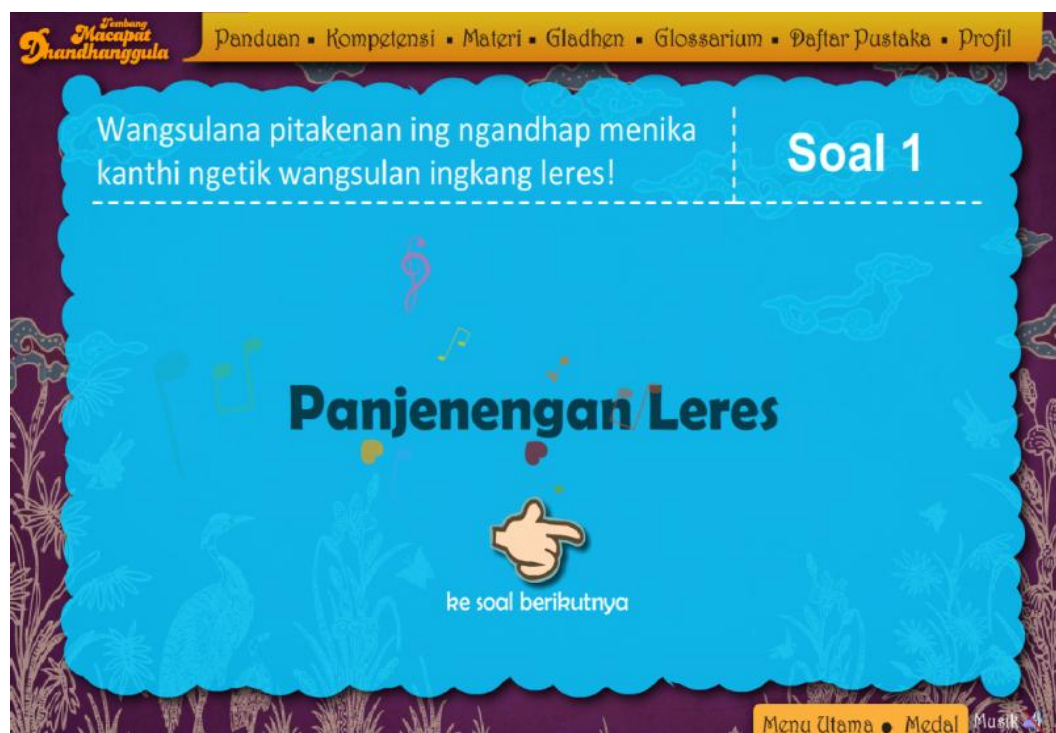 Tembang
Macapat
Dhandhanggula
Panduan ▪ Kompetensi ▪ Materi ▪ Gladhen ▪ Glossarium ▪ Daftar Pustaka ▪ Profil
Wangsulana pitakenan ing ngandhap menika
kanthi ngetik wangsulan ingkang leres!
Soal 1
Panjenengan Leres
ke soal berikutnya
Menu Utama ● Medal
Musik